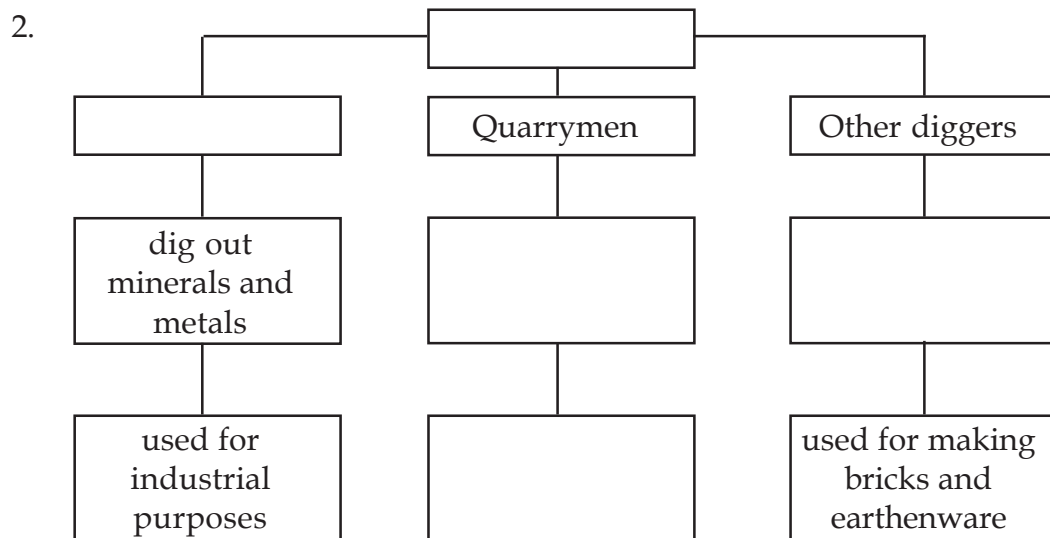 2.
Quarrymen
Other diggers
dig out
minerals and
metals
used for
industrial
purposes
used for making
bricks and
earthenware